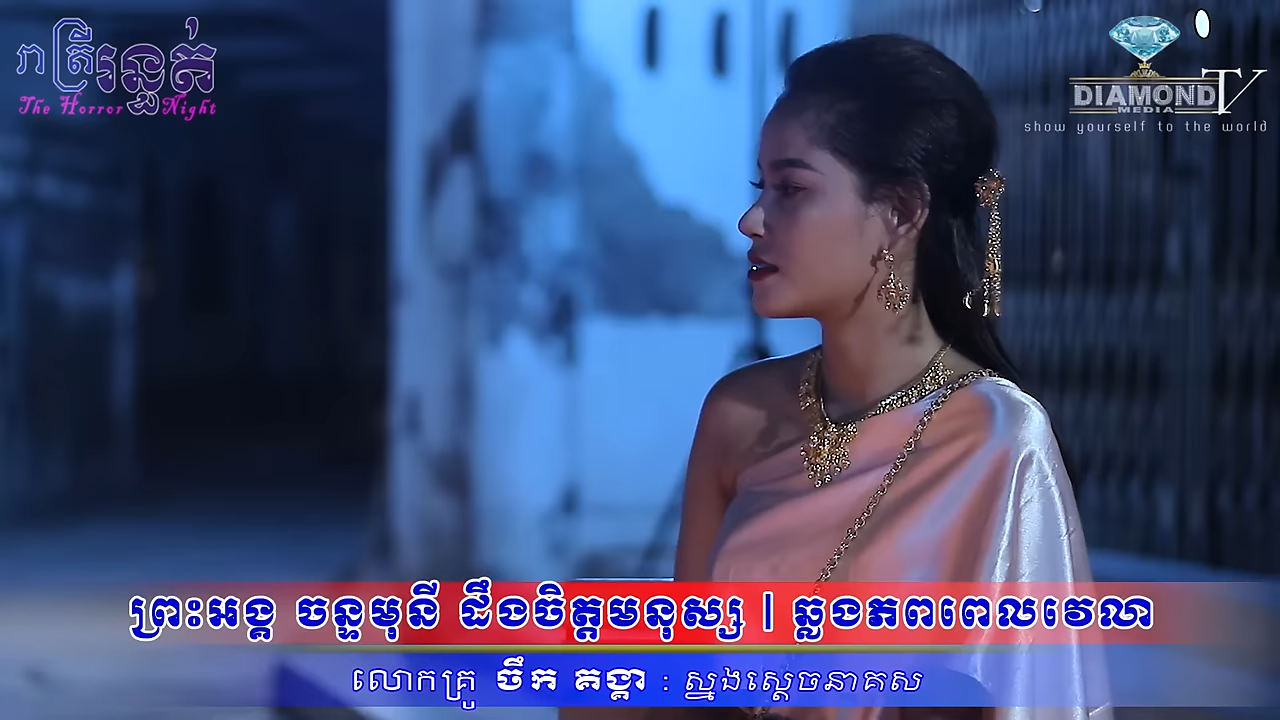 រាត្រីរន្ធត់
The Horror Night
DIAMOND TV
MEDIA
show yourself to the world
ព្រះអង្គ ចន្ទមុនី ដឹងចិត្តមនុស្ស | ឆ្លងភពពេលវេលា
លោកគ្រូ ចឹក គង្គា : ស្នងស្ដេចនាគស